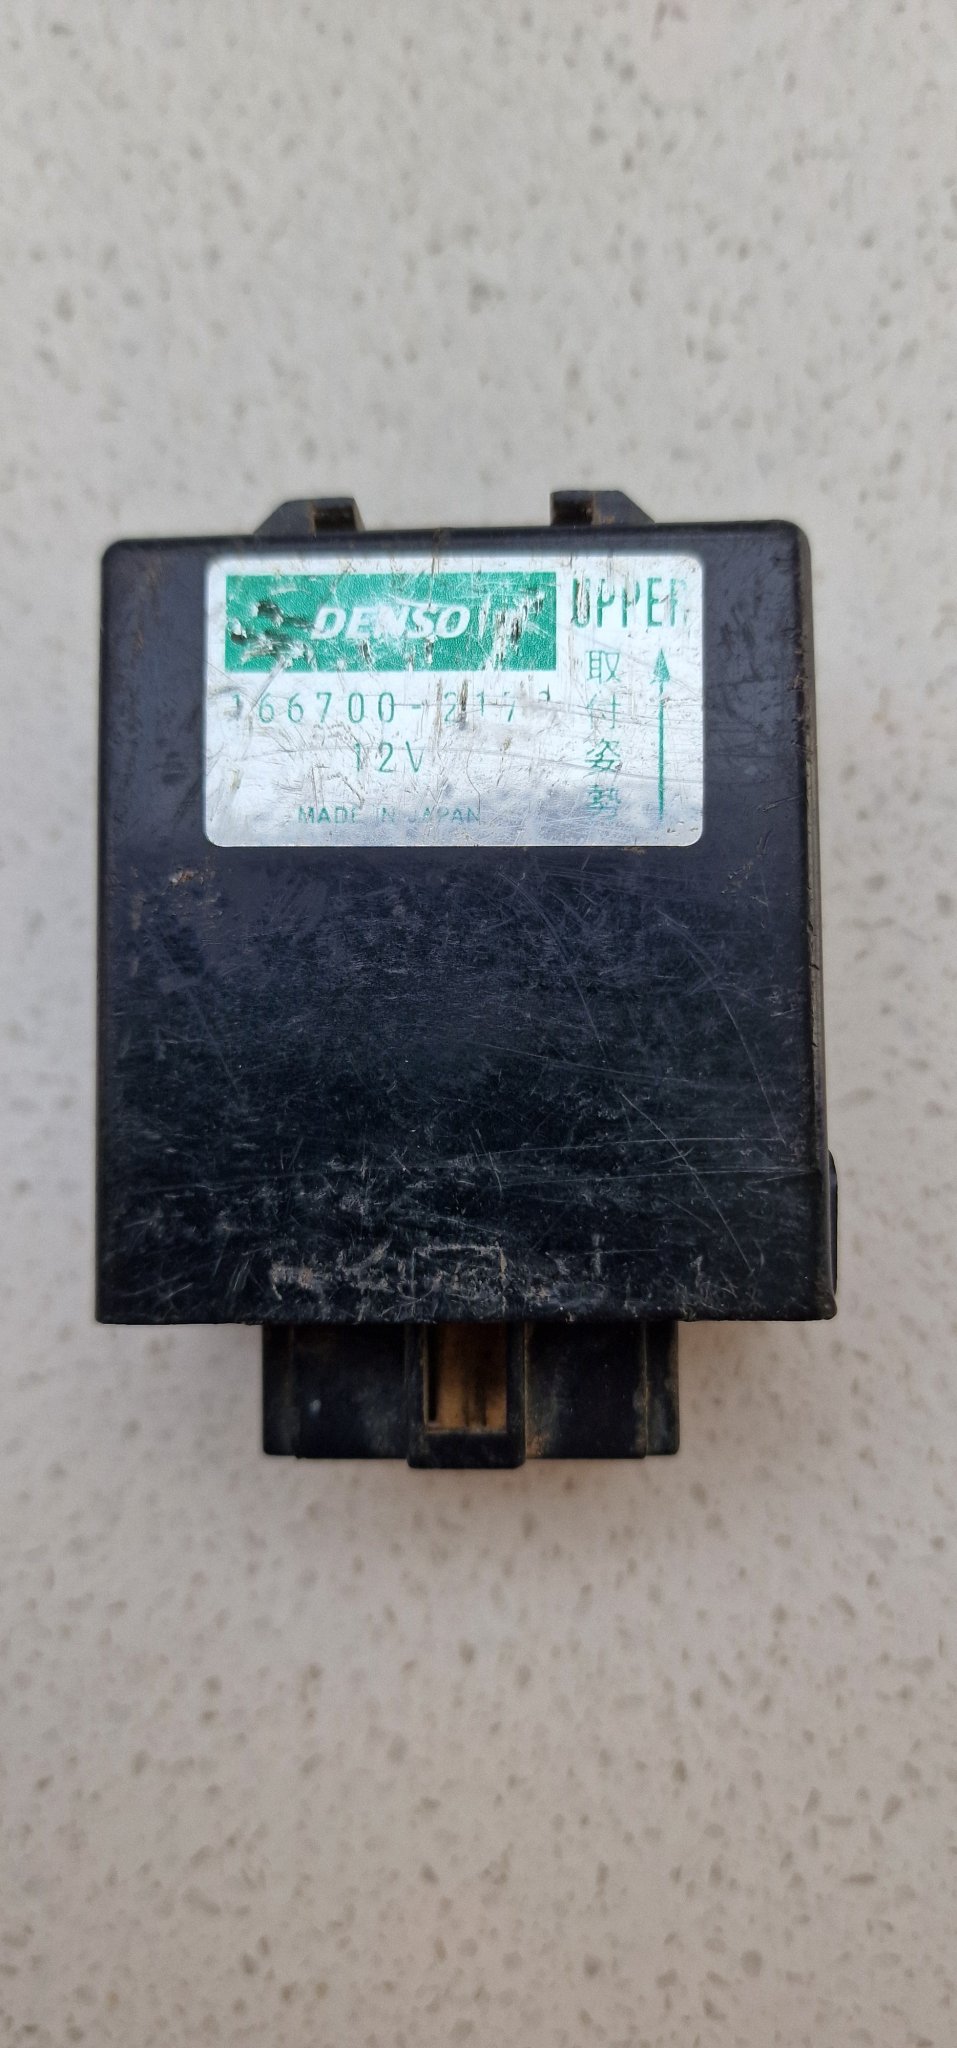 DENSO
12V
MADE IN JAPAN
UPPER
取付姿勢